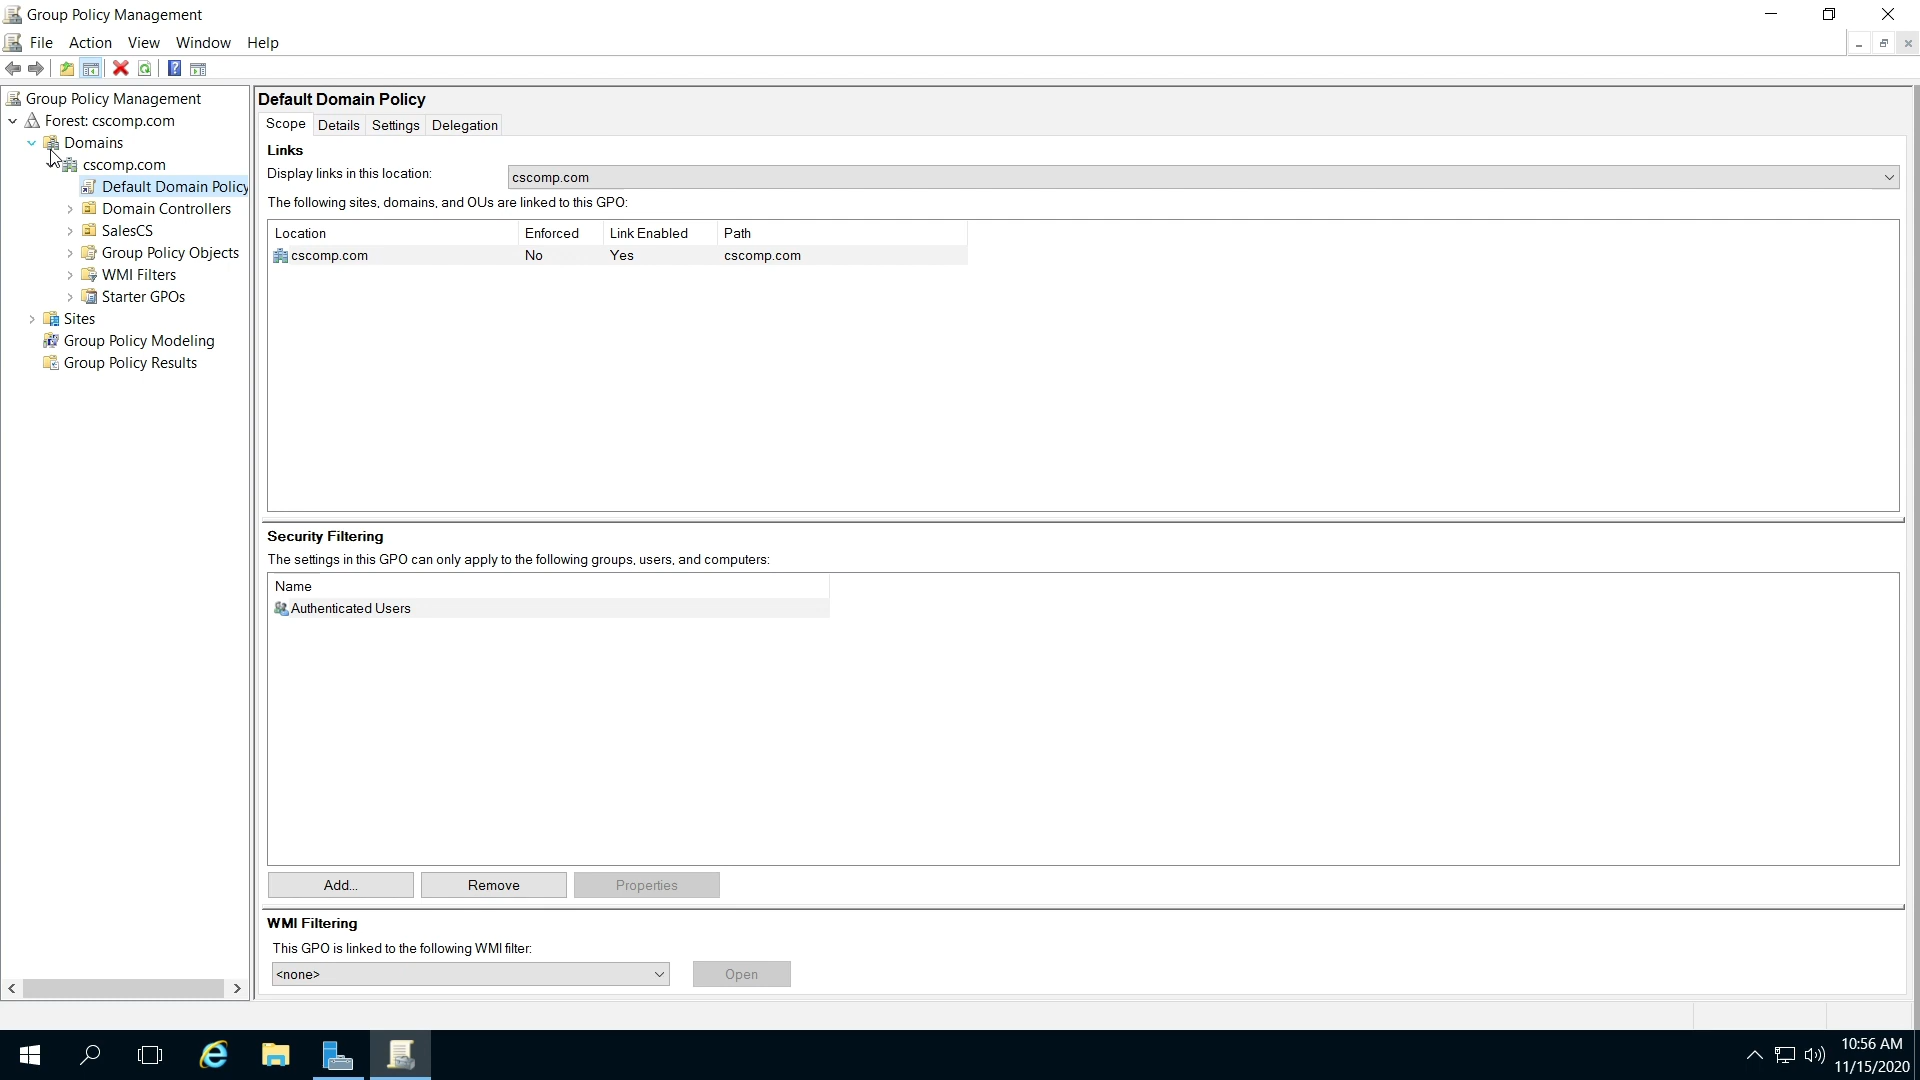 Group Policy Management
File Action View Window Help
Group Policy Management
Forest: cscomp.com
Domains
cscomp.com
Default Domain Policy
Domain Controllers
SalesCS
Group Policy Objects
WMI Filters
Starter GPOs
Sites
Group Policy Modeling
Group Policy Results
Default Domain Policy
Scope Details Settings Delegation
Links
Display links in this location: cscomp.com
The following sites, domains, and OUs are linked to this GPO:
Location Enforced Link Enabled Path
cscomp.com No Yes cscomp.com
Security Filtering
The settings in this GPO can only apply to the following groups, users, and computers:
Name
Authenticated Users
Add... Remove Properties
WMI Filtering
This GPO is linked to the following WMI filter:
<none> Open
10:56 AM
11/15/2020